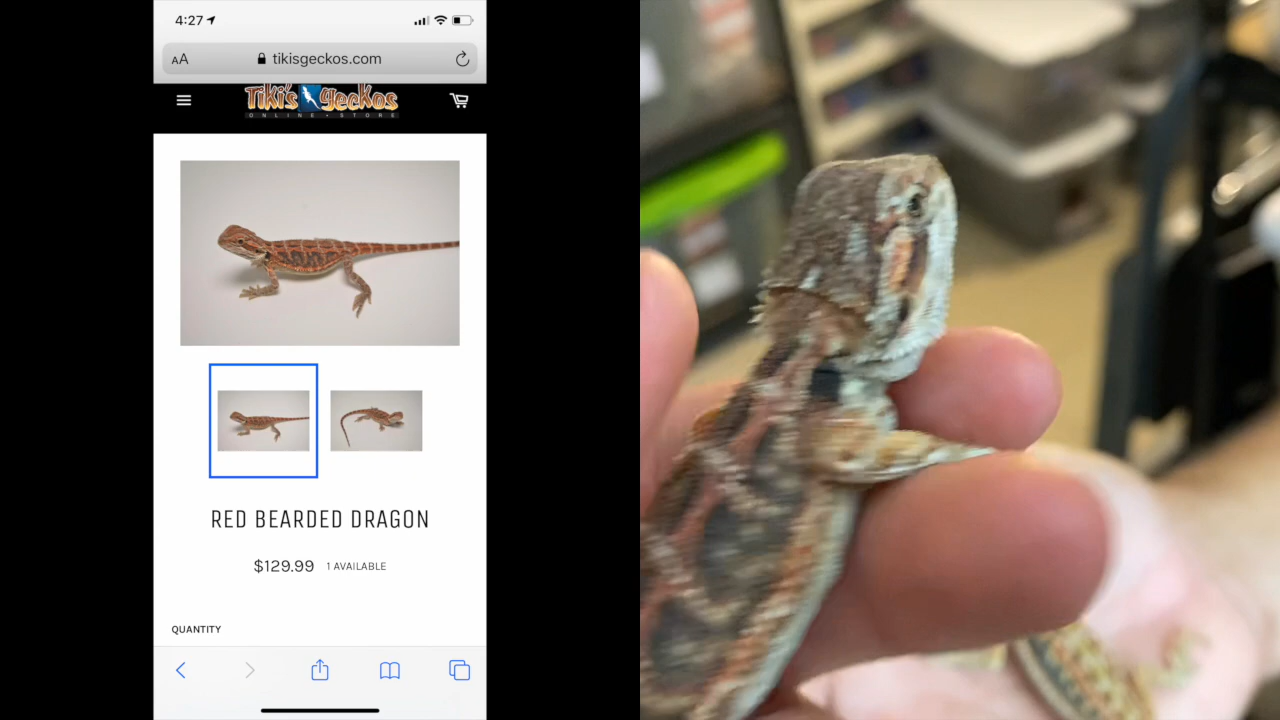 4:27
AA tikisgeckos.com
Tiki's geckos
ONLINE • STORE
RED BEARDED DRAGON
$129.99 1 AVAILABLE
QUANTITY